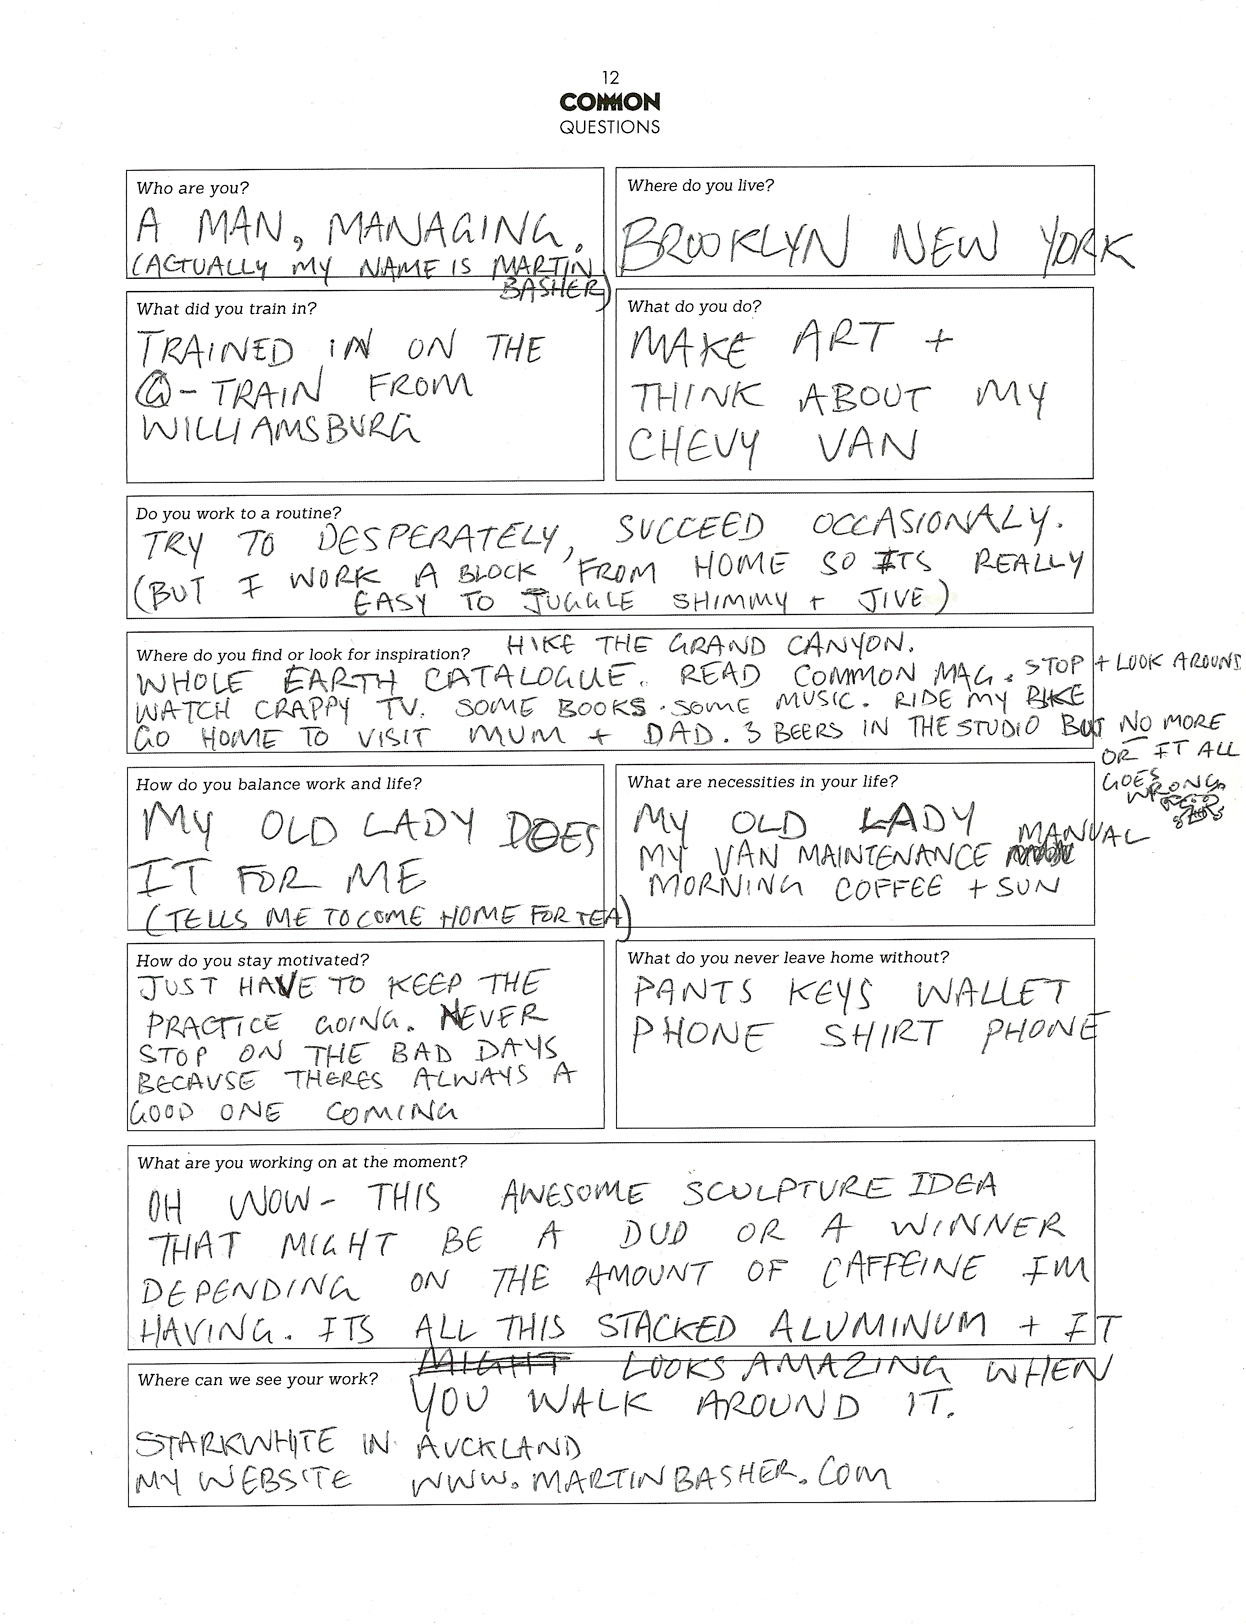 12
COMMON
QUESTIONS
Who are you?
A MAN, MANAGING.
(ACTUALLY MY NAME IS MARTIN
BASHER)
Where do you live?
BROOKLYN NEW YORK
What did you train in?
TRAINED IN ON THE
G-TRAIN FROM
WILLIAMSBURG
What do you do?
MAKE ART +
THINK ABOUT MY
CHEVY VAN
Do you work to a routine?
TRY TO DESPERATELY, SUCCEED OCCASIONALY.
(BUT I WORK A BLOCK FROM HOME SO ITS REALLY
EASY TO JUGGLE SHIMMY + JIVE)
Where do you find or look for inspiration?
HIKE THE GRAND CANYON.
WHOLE EARTH CATALOGUE. READ COMMON MAG. STOP + LOOK AROUND
WATCH CRAPPY TV. SOME BOOKS. SOME MUSIC. RIDE MY BIKE
GO HOME TO VISIT MUM + DAD. 3 BEERS IN THE STUDIO BUT NO MORE
OR IT ALL
GOES
WRONG
How do you balance work and life?
MY OLD LADY DOES
IT FOR ME
(TELLS ME TO COME HOME FOR TEA)
What are necessities in your life?
MY OLD LADY
MY VAN MAINTENANCE MANUAL
MORNING COFFEE + SUN
How do you stay motivated?
JUST HAVE TO KEEP THE
PRACTICE GOING. NEVER
STOP ON THE BAD DAYS
BECAUSE THERES ALWAYS A
GOOD ONE COMING
What do you never leave home without?
PANTS KEYS WALLET
PHONE SHIRT PHONE
What are you working on at the moment?
OH WOW - THIS AWESOME SCULPTURE IDEA
THAT MIGHT BE A DUD OR A WINNER
DEPENDING ON THE AMOUNT OF CAFFEINE IM
HAVING. ITS ALL THIS STACKED ALUMINUM + IT
MIGHT LOOKS AMAZING WHEN
YOU WALK AROUND IT.
Where can we see your work?
STARKWHITE IN AUCKLAND
MY WEBSITE WWW.MARTINBASHER.COM